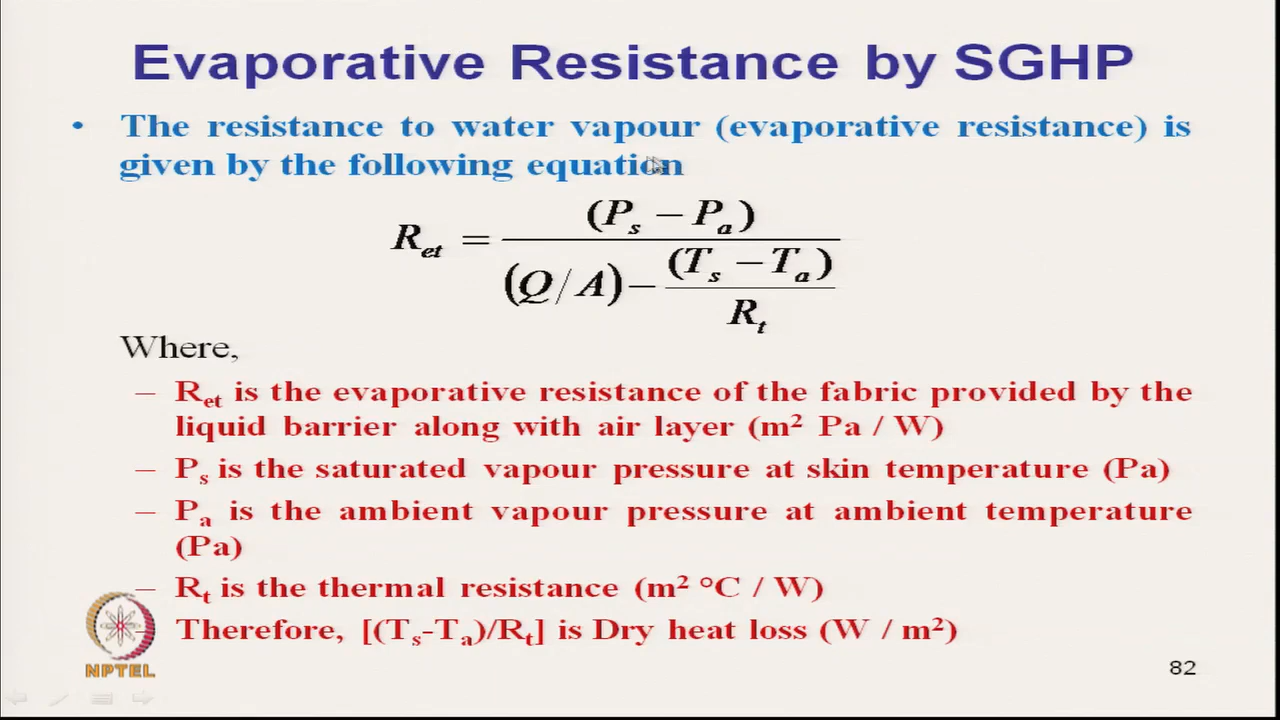 Evaporative Resistance by SGHP
• The resistance to water vapour (evaporative resistance) is
given by the following equation
R_et = (P_s − P_a) / ((Q/A) − (T_s − T_a) / R_t)
Where,
– R_et is the evaporative resistance of the fabric provided by the
liquid barrier along with air layer (m² Pa / W)
– P_s is the saturated vapour pressure at skin temperature (Pa)
– P_a is the ambient vapour pressure at ambient temperature
(Pa)
– R_t is the thermal resistance (m² °C / W)
Therefore, [(T_s-T_a)/R_t] is Dry heat loss (W / m²)
NPTEL
82